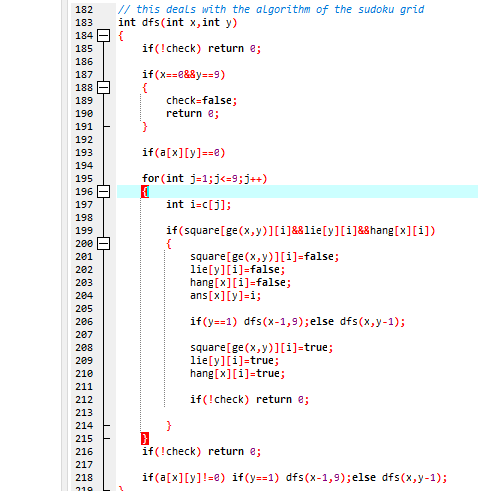 182 // this deals with the algorithm of the sudoku grid
183 int dfs(int x,int y)
184 {
185 if(!check) return 0;
186
187 if(x==0&&y==9)
188 {
189 check=false;
190 return 0;
191 }
192
193 if(a[x][y]==0)
194
195 for(int j=1;j<=9;j++)
196 {
197 int i=c[j];
198
199 if(square[ge(x,y)][i]&&lie[y][i]&&hang[x][i])
200 {
201 square[ge(x,y)][i]=false;
202 lie[y][i]=false;
203 hang[x][i]=false;
204 ans[x][y]=i;
205
206 if(y==1) dfs(x-1,9);else dfs(x,y-1);
207
208 square[ge(x,y)][i]=true;
209 lie[y][i]=true;
210 hang[x][i]=true;
211
212 if(!check) return 0;
213
214 }
215 }
216 if(!check) return 0;
217
218 if(a[x][y]!=0) if(y==1) dfs(x-1,9);else dfs(x,y-1);
219 }